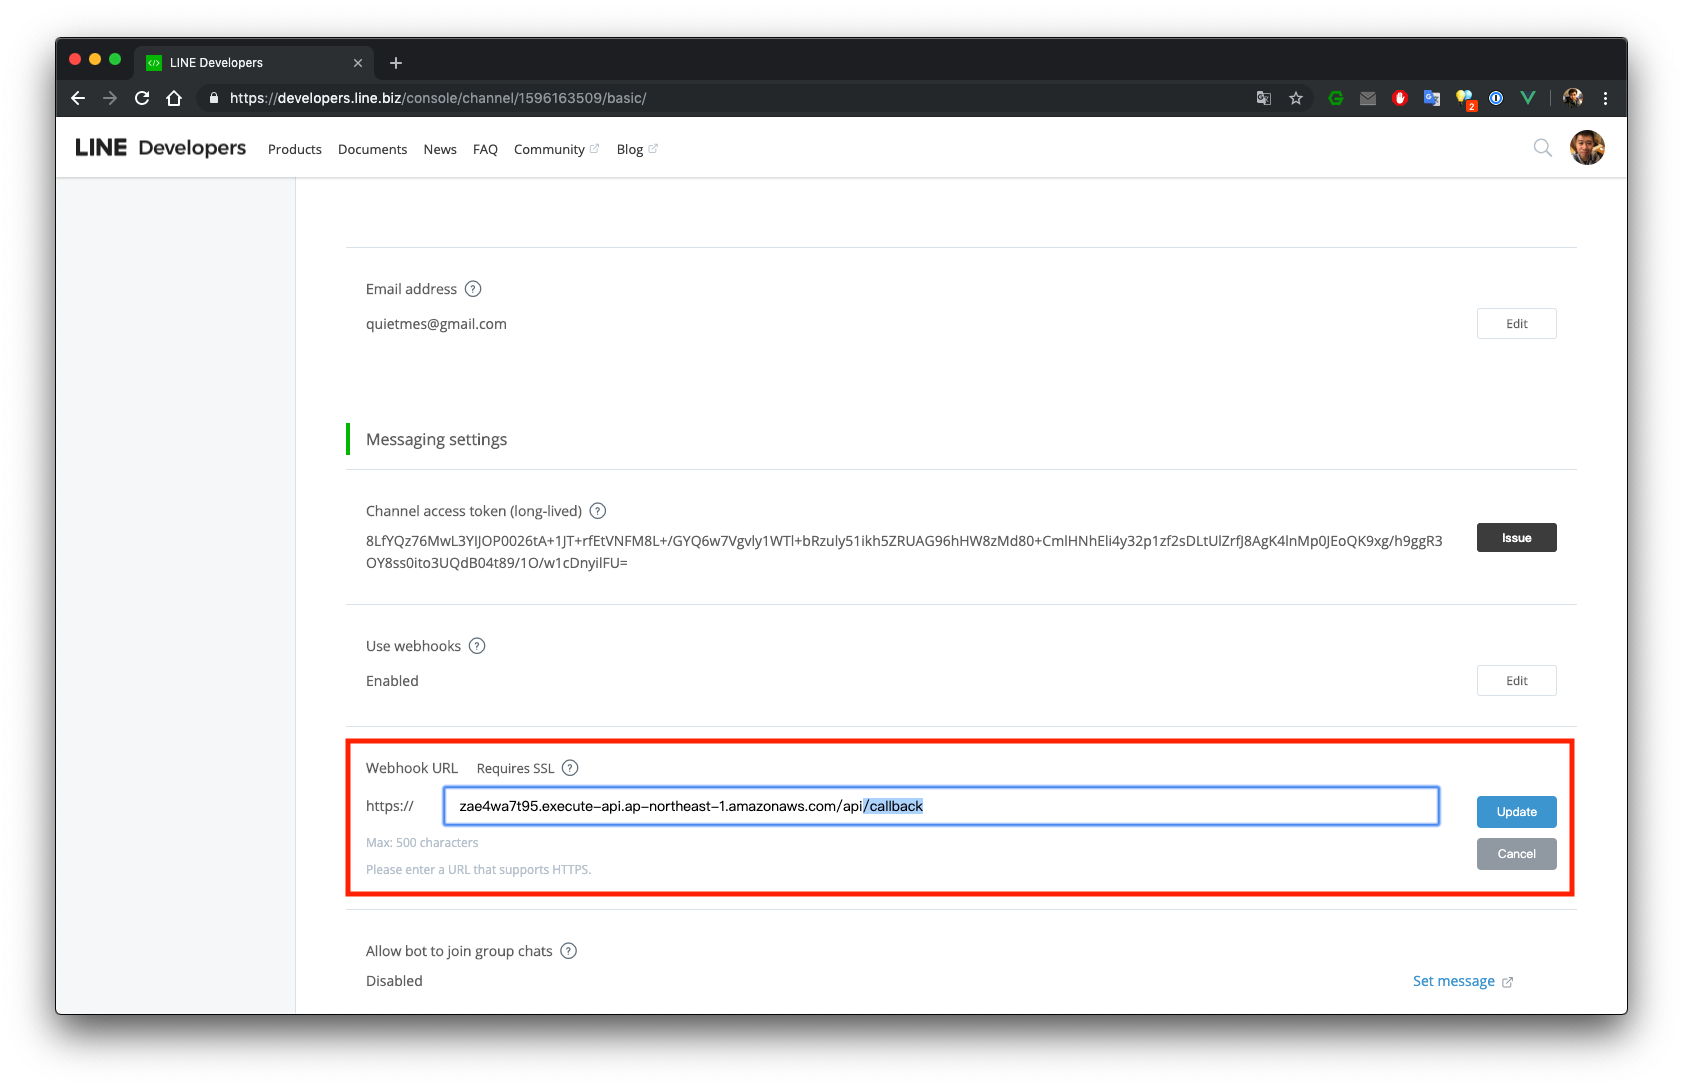 LINE Developers
https://developers.line.biz/console/channel/1596163509/basic/
2
LINE Developers Products Documents News FAQ Community Blog
Email address ?
quietmes@gmail.com
Edit
Messaging settings
Channel access token (long-lived) ?
8LfYQz76MwL3YIJOP0026tA+1JT+rfEtVNFM8L+/GYQ6w7Vgvly1WTl+bRzuly51ikh5ZRUAG96hHW8zMd80+CmlHNhEli4y32p1zf2sDLtUlZrfJ8AgK4lnMp0JEoQK9xg/h9ggR3
OY8ss0ito3UQdB04t89/1O/w1cDnyilFU=
Issue
Use webhooks ?
Enabled
Edit
Webhook URL Requires SSL ?
https:// zae4wa7t95.execute-api.ap-northeast-1.amazonaws.com/api/callback
Update
Max: 500 characters
Cancel
Please enter a URL that supports HTTPS.
Allow bot to join group chats ?
Disabled
Set message